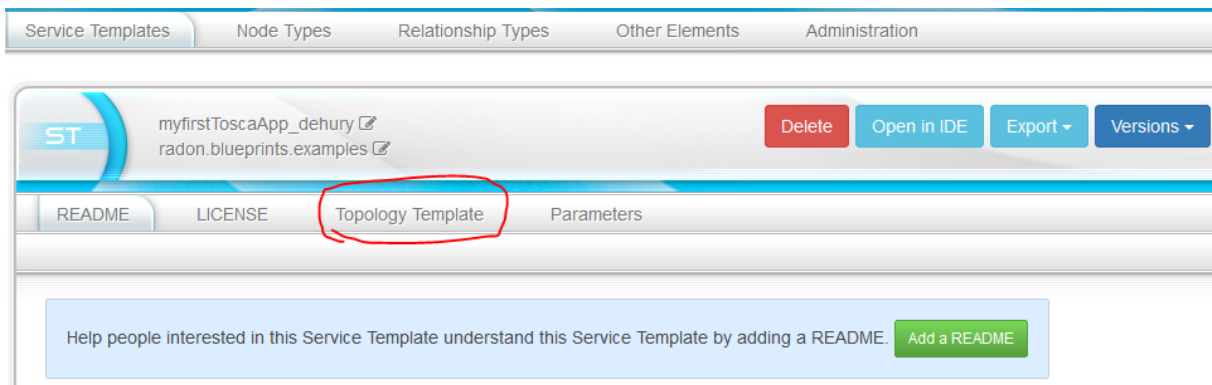 Service Templates Node Types Relationship Types Other Elements Administration
ST
myfirstToscaApp_dehury
radon.blueprints.examples
Delete Open in IDE Export Versions
README LICENSE Topology Template Parameters
Help people interested in this Service Template understand this Service Template by adding a README. Add a README